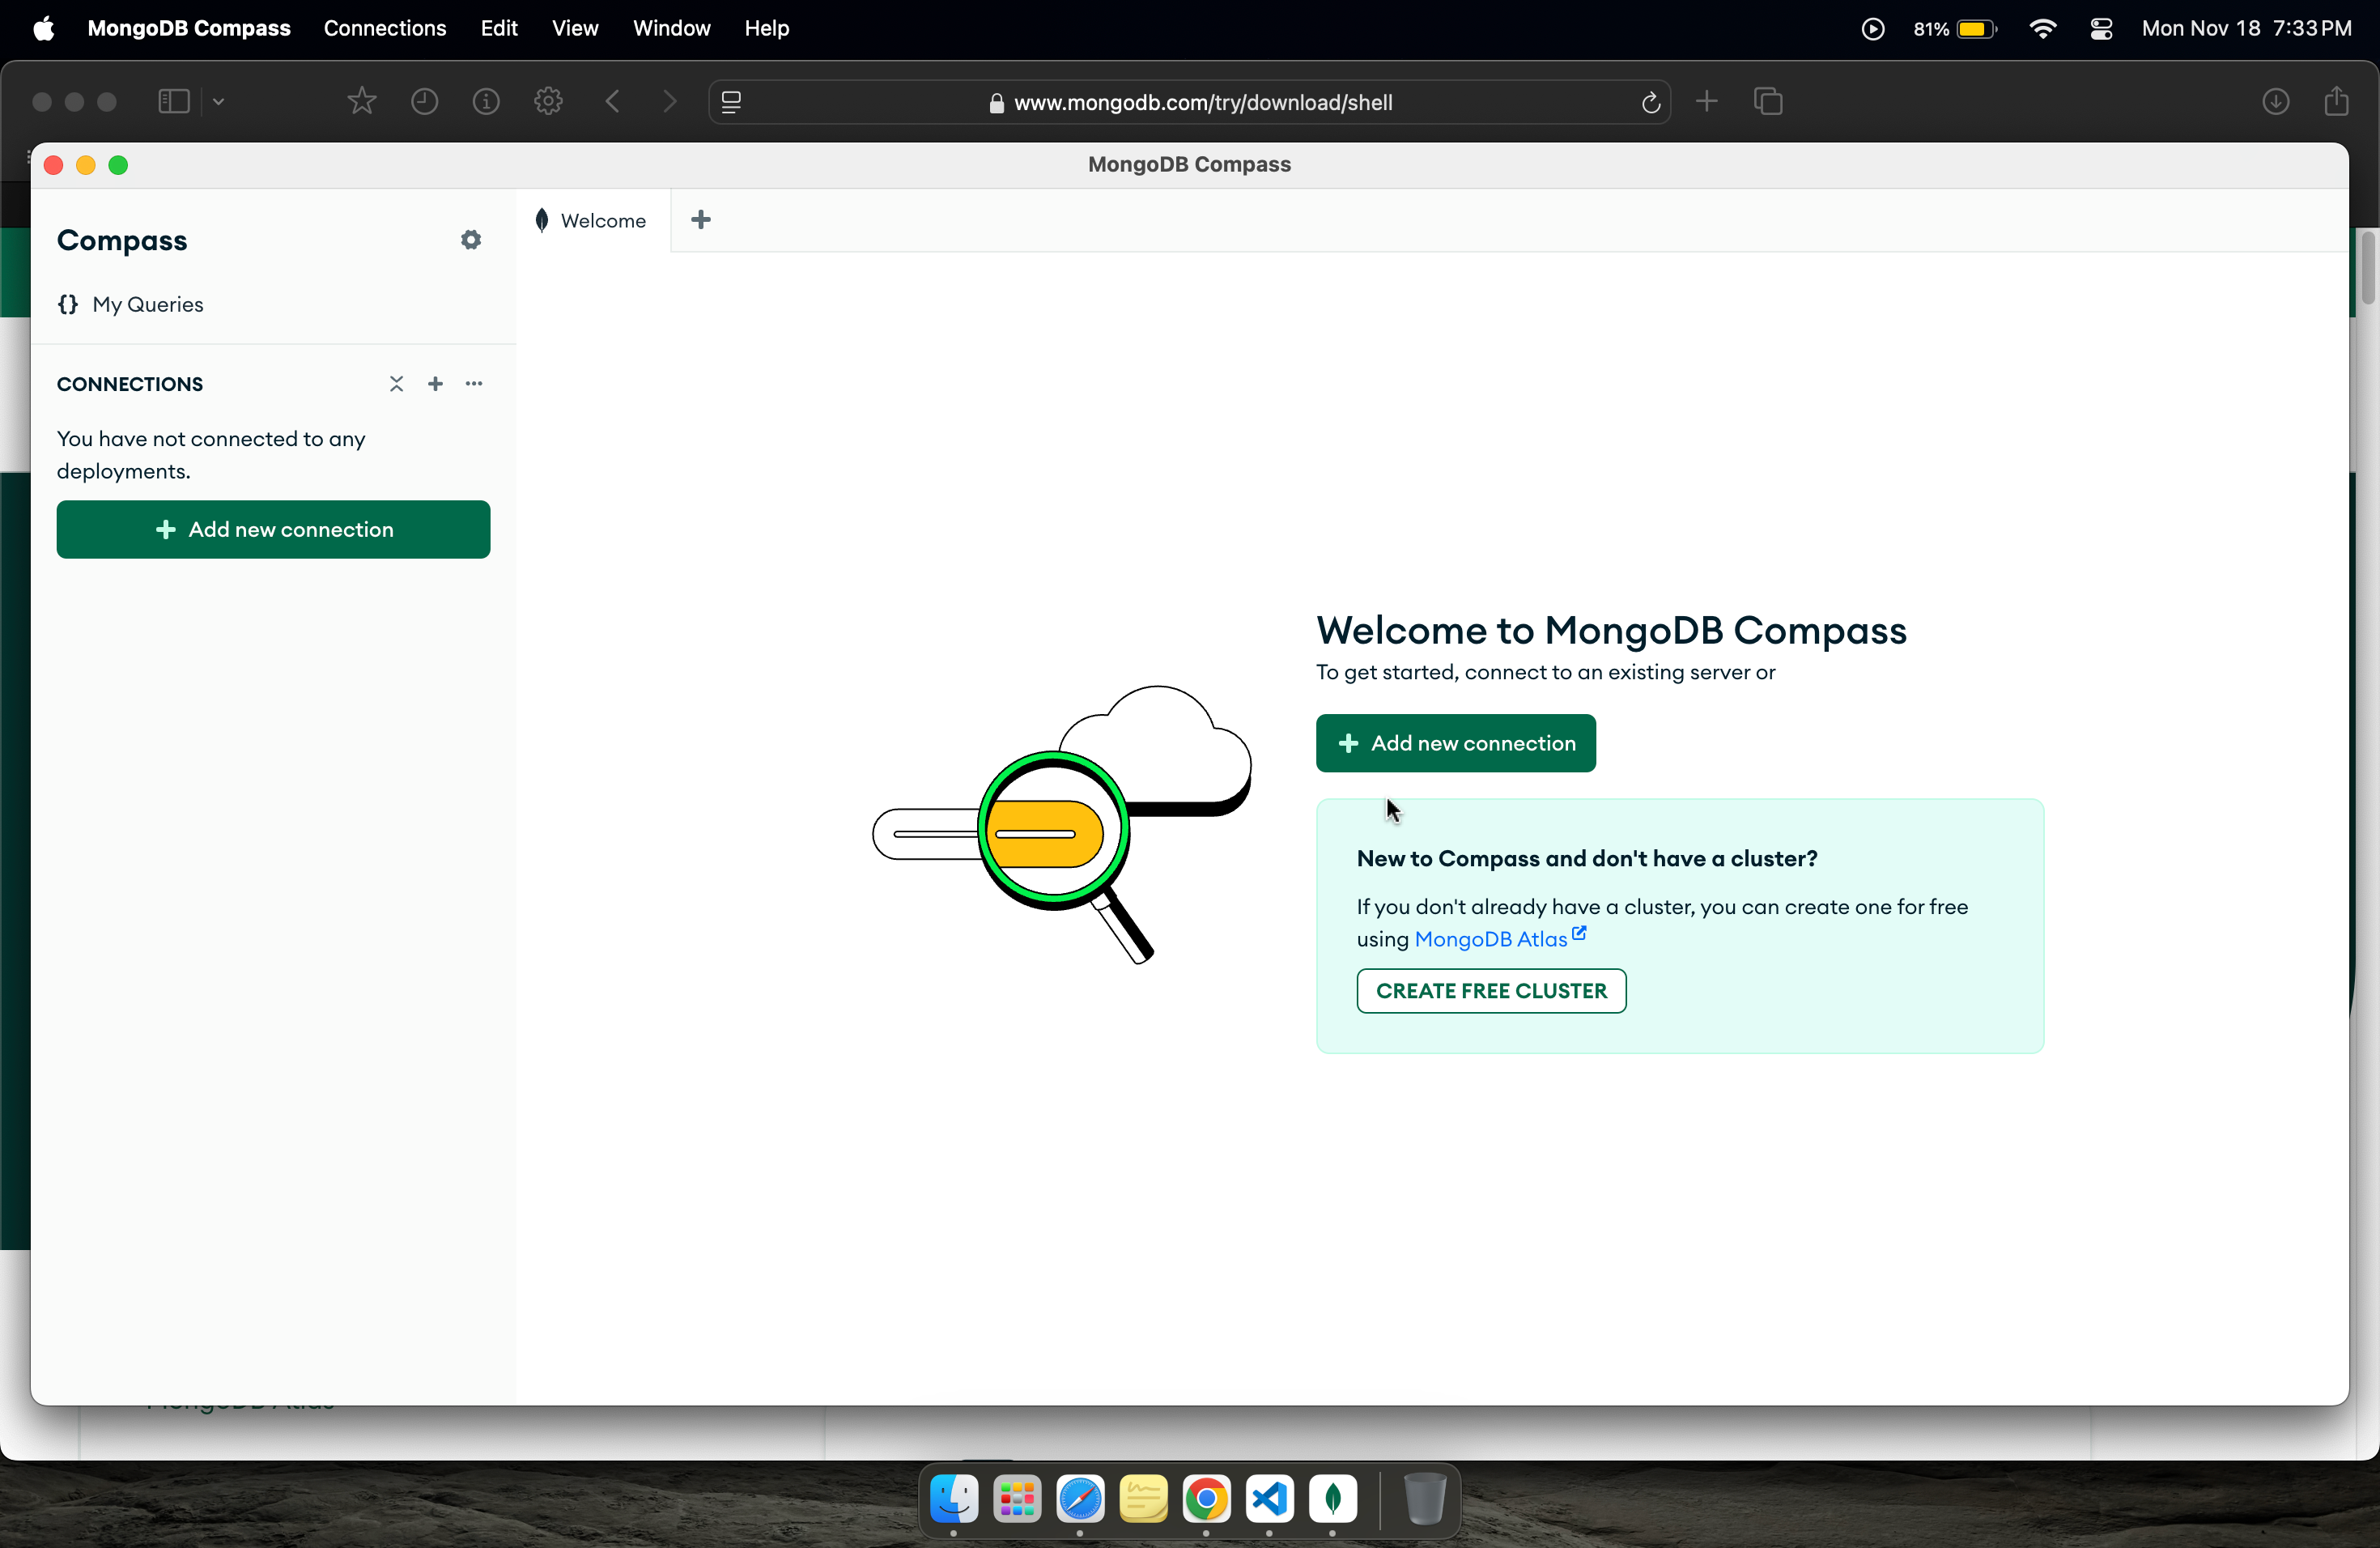 MongoDB Compass Connections Edit View Window Help 81% Mon Nov 18 7:33 PM
www.mongodb.com/try/download/shell
MongoDB Compass
Compass
My Queries
CONNECTIONS
You have not connected to any
deployments.
Add new connection
Welcome
Welcome to MongoDB Compass
To get started, connect to an existing server or
Add new connection
New to Compass and don't have a cluster?
If you don't already have a cluster, you can create one for free
using MongoDB Atlas
CREATE FREE CLUSTER
MongoDB Atlas